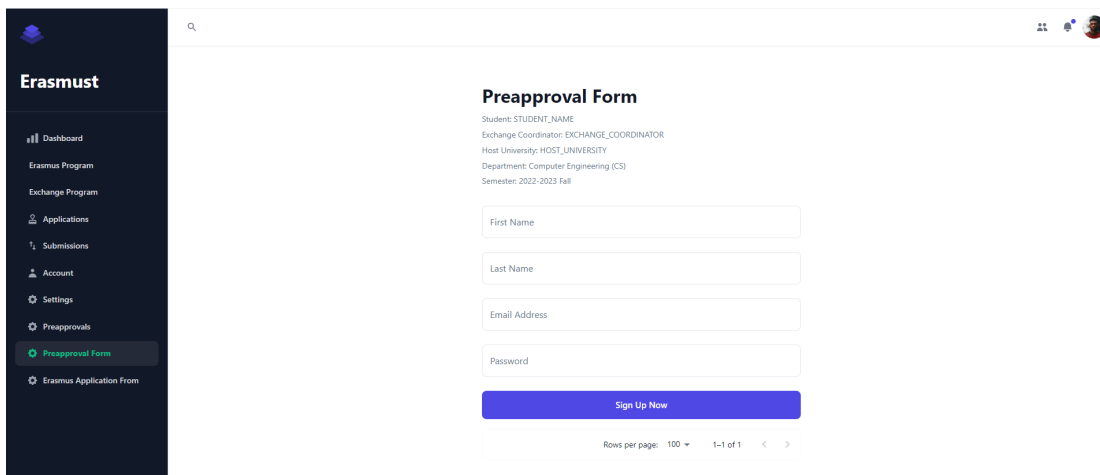 Erasmust
Dashboard
Erasmus Program
Exchange Program
Applications
Submissions
Account
Settings
Preapprovals
Preapproval Form
Erasmus Application From
Preapproval Form
Student: STUDENT_NAME
Exchange Coordinator: EXCHANGE_COORDINATOR
Host University: HOST_UNIVERSITY
Department: Computer Engineering (CS)
Semester: 2022-2023 Fall
First Name
Last Name
Email Address
Password
Sign Up Now
Rows per page: 100 1–1 of 1